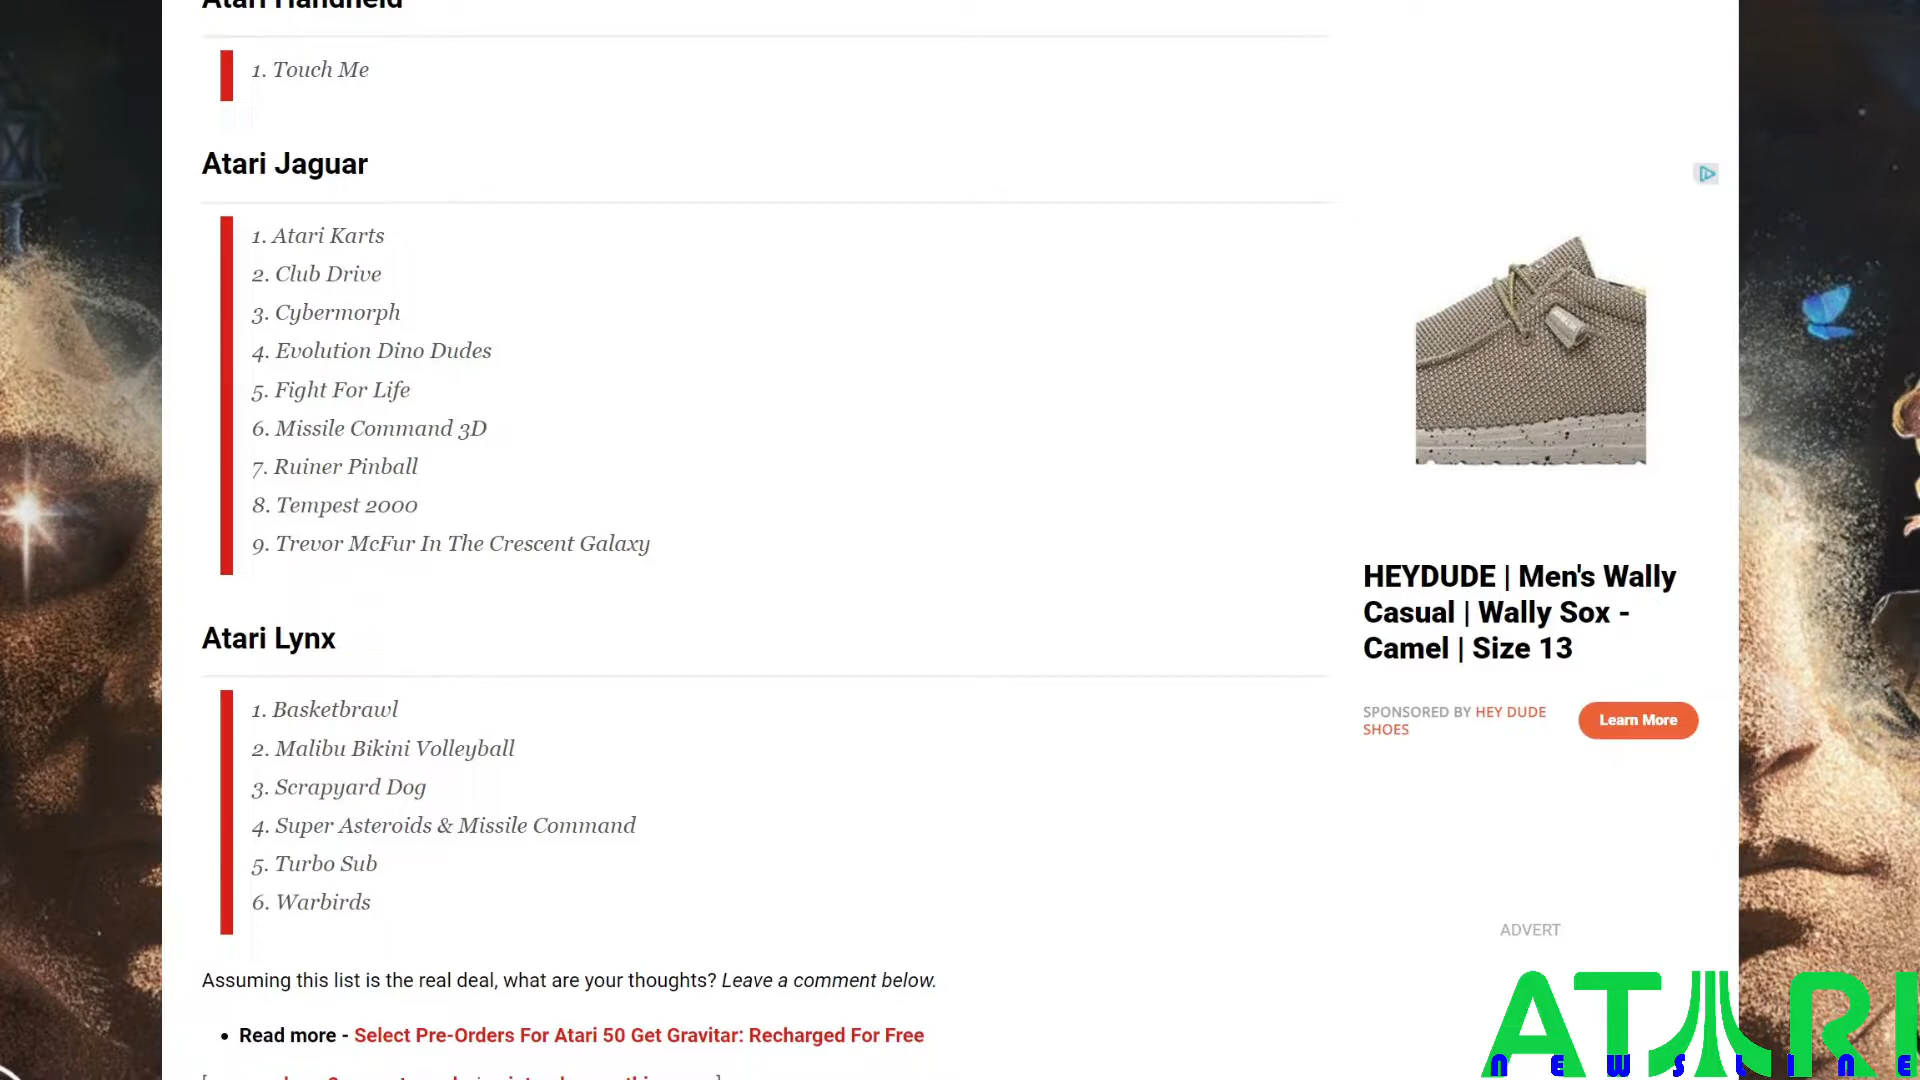 Atari Handheld
1. Touch Me
Atari Jaguar
1. Atari Karts
2. Club Drive
3. Cybermorph
4. Evolution Dino Dudes
5. Fight For Life
6. Missile Command 3D
7. Ruiner Pinball
8. Tempest 2000
9. Trevor McFur In The Crescent Galaxy
HEYDUDE | Men's Wally
Casual | Wally Sox -
Camel | Size 13
SPONSORED BY HEY DUDE
SHOES
Learn More
Atari Lynx
1. Basketbrawl
2. Malibu Bikini Volleyball
3. Scrapyard Dog
4. Super Asteroids & Missile Command
5. Turbo Sub
6. Warbirds
ADVERT
Assuming this list is the real deal, what are your thoughts? Leave a comment below.
• Read more - Select Pre-Orders For Atari 50 Get Gravitar: Recharged For Free
ATARI
NEWSLINE